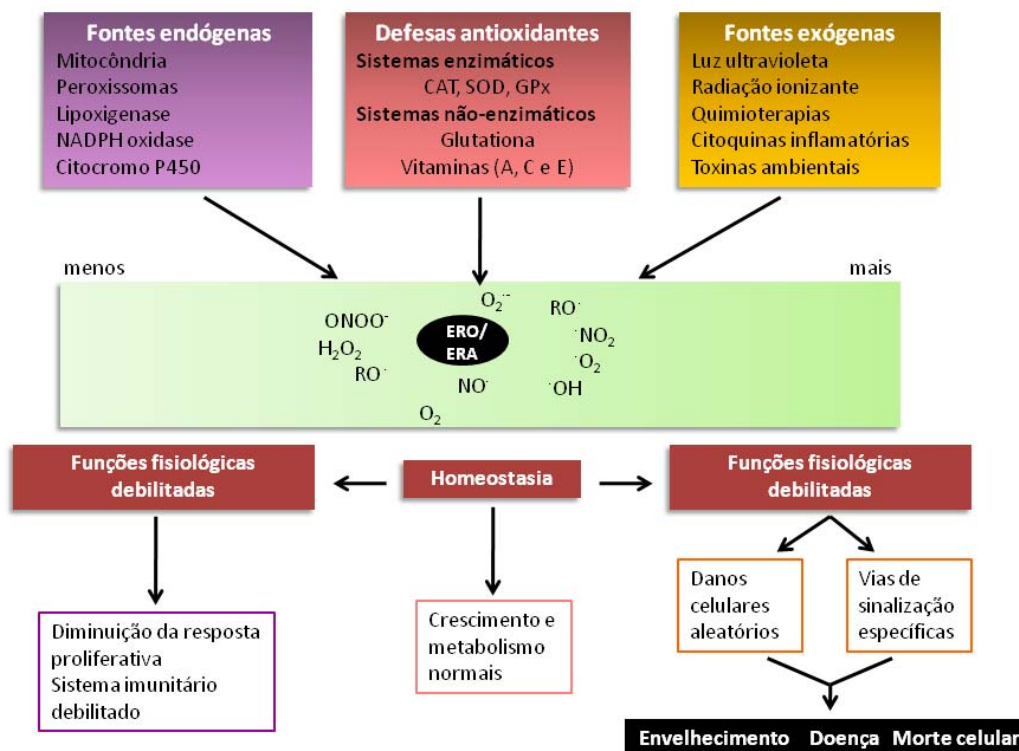 Fontes endógenas
Mitocôndria
Peroxissomas
Lipoxigenase
NADPH oxidase
Citocromo P450
Defesas antioxidantes
Sistemas enzimáticos
CAT, SOD, GPx
Sistemas não-enzimáticos
Glutationa
Vitaminas (A, C e E)
Fontes exógenas
Luz ultravioleta
Radiação ionizante
Quimioterapias
Citoquinas inflamatórias
Toxinas ambientais
menos
mais
O₂˙⁻
RO˙
ONOO⁻
ERO/
ERA
˙NO₂
H₂O₂
˙O₂
RO˙
NO˙
˙OH
O₂
Funções fisiológicas
debilitadas
Homeostasia
Funções fisiológicas
debilitadas
Diminuição da resposta
proliferativa
Sistema imunitário
debilitado
Crescimento e
metabolismo
normais
Danos
celulares
aleatórios
Vias de
sinalização
específicas
Envelhecimento Doença Morte celular